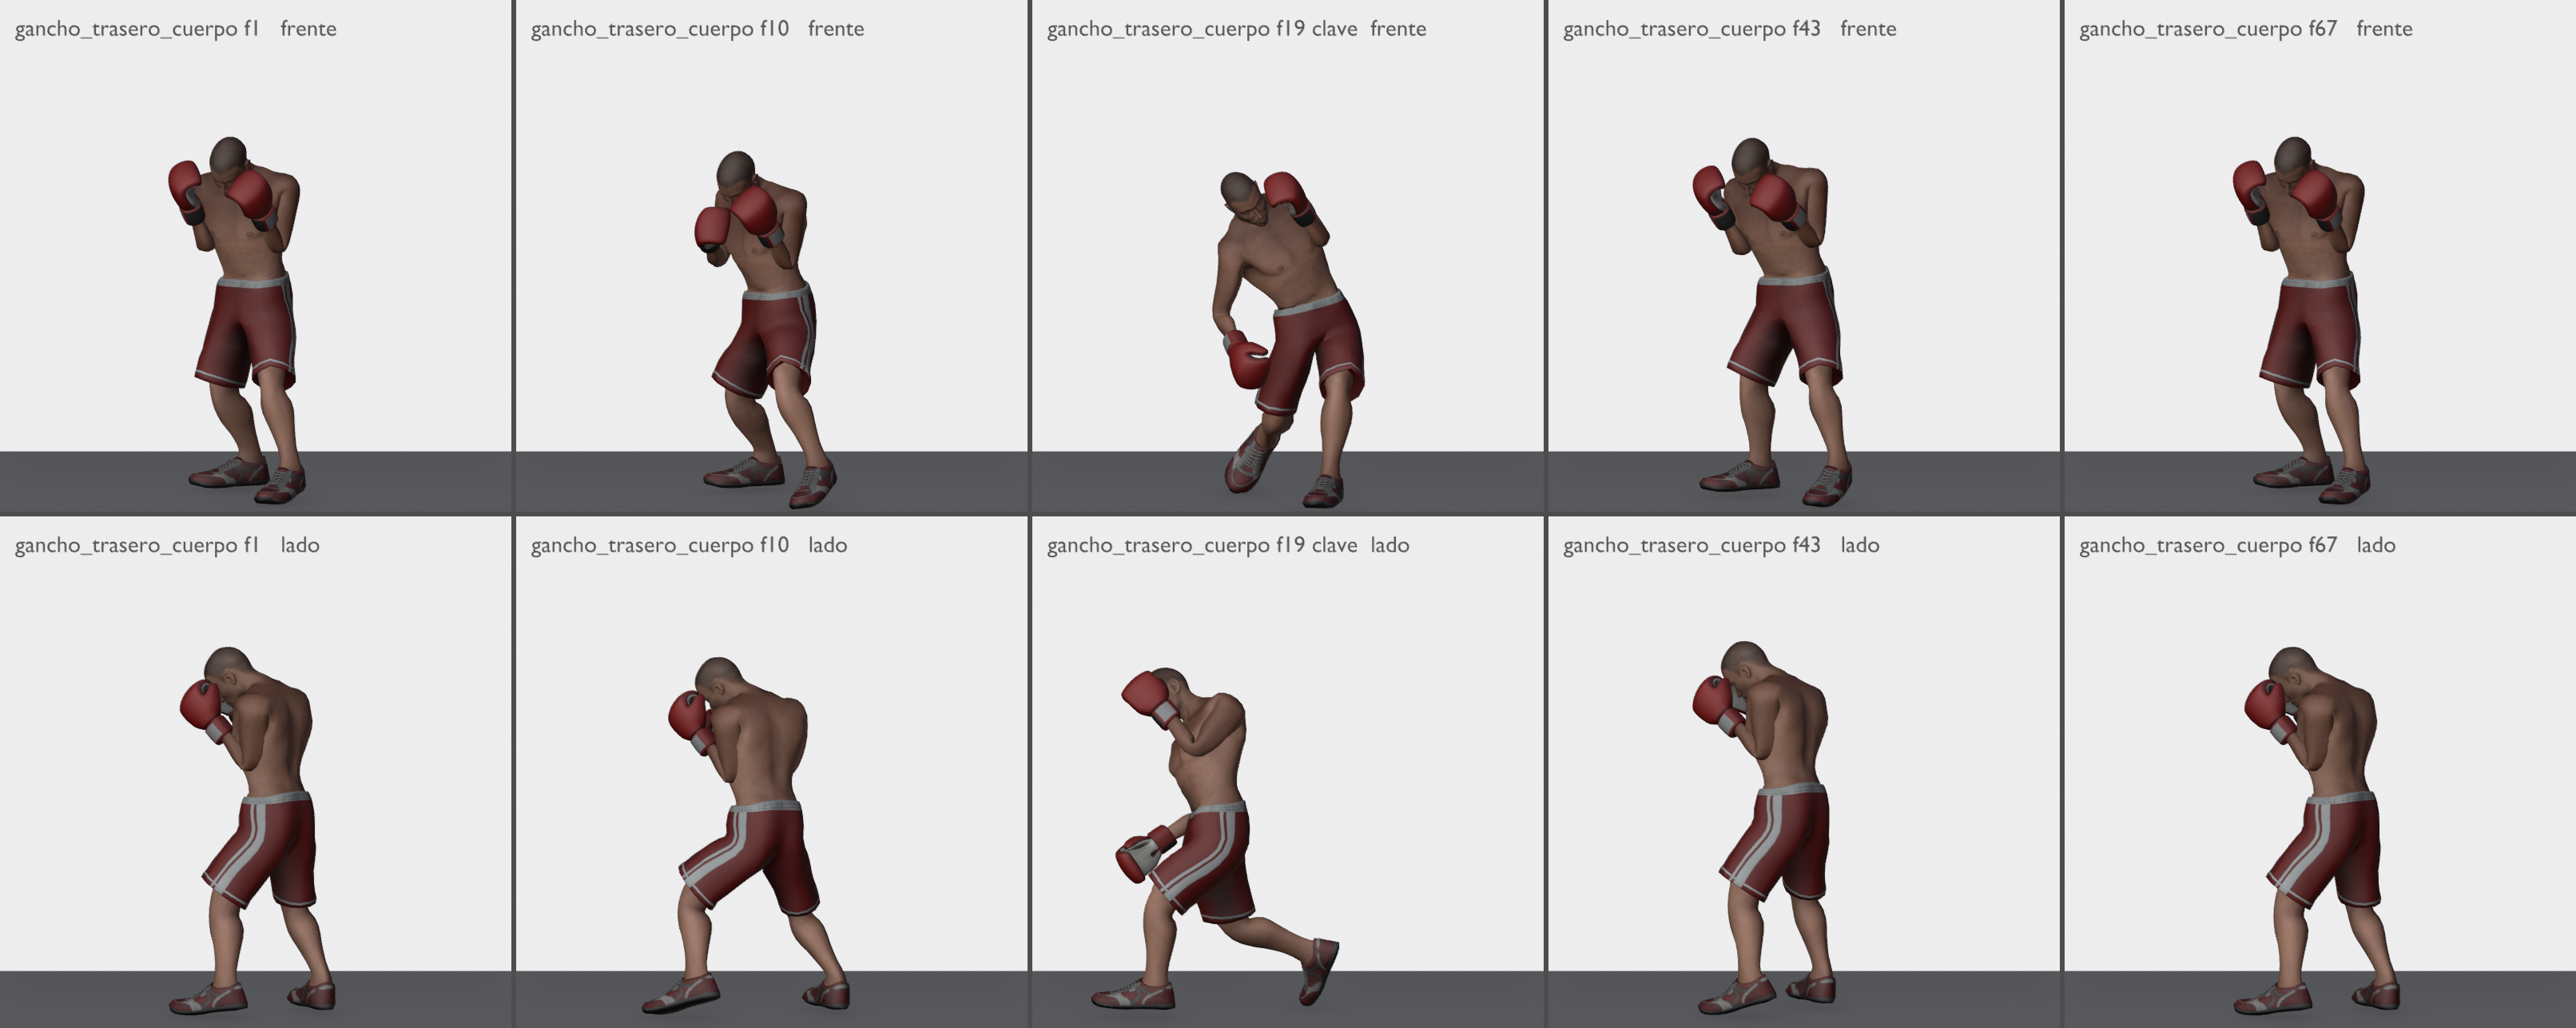 gancho_trasero_cuerpo f1 frente
gancho_trasero_cuerpo f10 frente
gancho_trasero_cuerpo f19 clave frente
gancho_trasero_cuerpo f43 frente
gancho_trasero_cuerpo f67 frente
gancho_trasero_cuerpo f1 lado
gancho_trasero_cuerpo f10 lado
gancho_trasero_cuerpo f19 clave lado
gancho_trasero_cuerpo f43 lado
gancho_trasero_cuerpo f67 lado